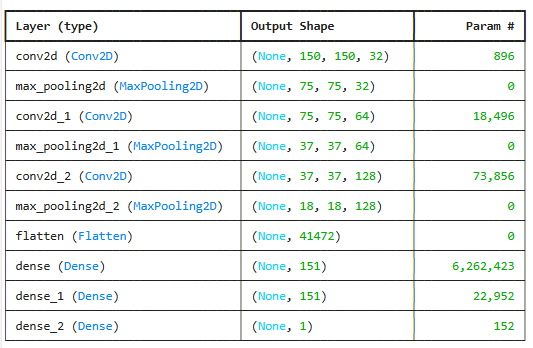 Layer (type) Output Shape Param #
conv2d (Conv2D) (None, 150, 150, 32) 896
max_pooling2d (MaxPooling2D) (None, 75, 75, 32) 0
conv2d_1 (Conv2D) (None, 75, 75, 64) 18,496
max_pooling2d_1 (MaxPooling2D) (None, 37, 37, 64) 0
conv2d_2 (Conv2D) (None, 37, 37, 128) 73,856
max_pooling2d_2 (MaxPooling2D) (None, 18, 18, 128) 0
flatten (Flatten) (None, 41472) 0
dense (Dense) (None, 151) 6,262,423
dense_1 (Dense) (None, 151) 22,952
dense_2 (Dense) (None, 1) 152